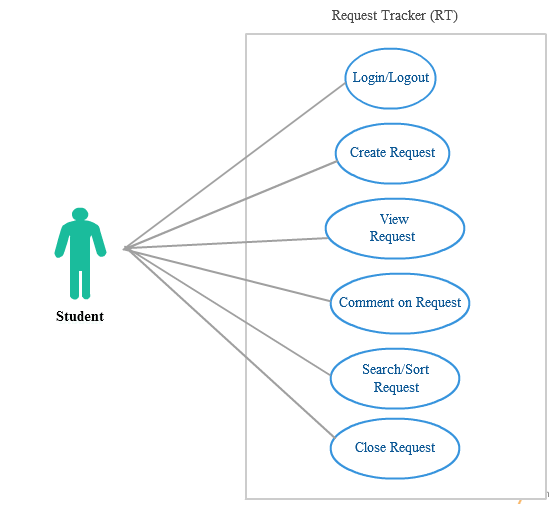 Request Tracker (RT)
Login/Logout
Create Request
View
Request
Comment on Request
Search/Sort
Request
Close Request
Student